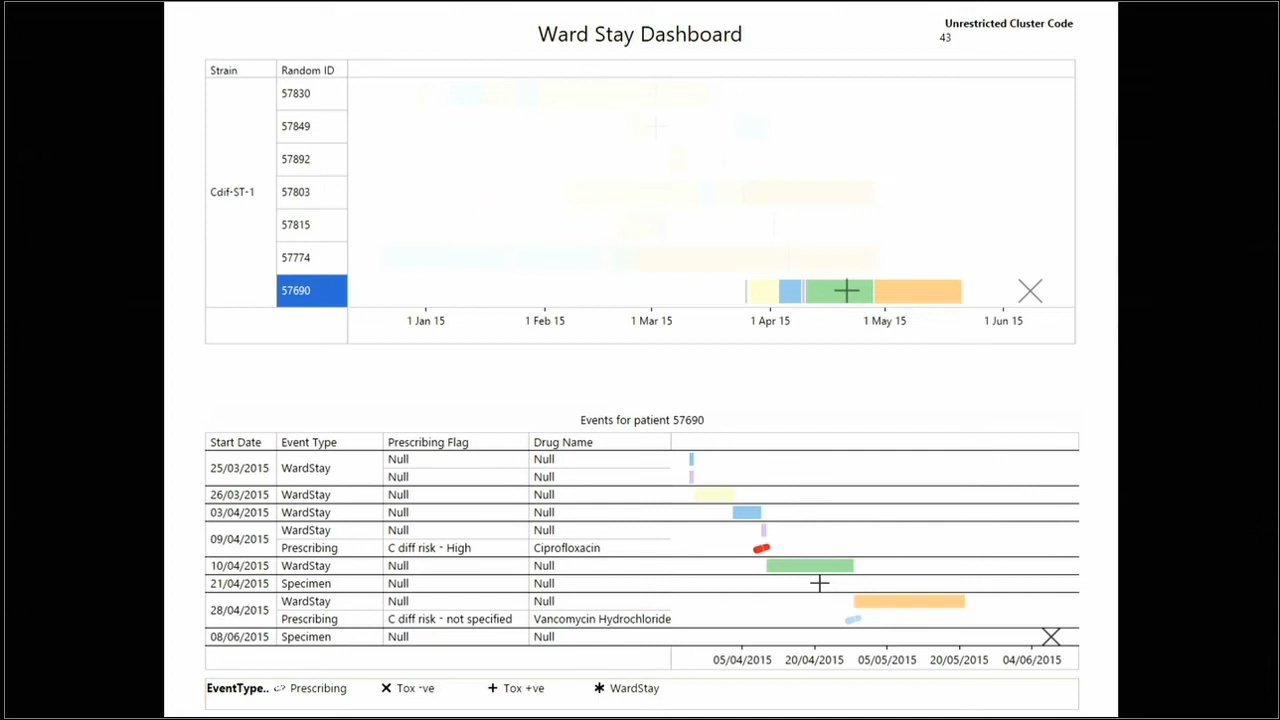 Ward Stay Dashboard
Unrestricted Cluster Code
43
Strain Random ID
57830
57849
57892
Cdif-ST-1 57803
57815
57774
57690
1 Jan 15 1 Feb 15 1 Mar 15 1 Apr 15 1 May 15 1 Jun 15
Events for patient 57690
Start Date Event Type Prescribing Flag Drug Name
25/03/2015 WardStay Null Null
Null Null
26/03/2015 WardStay Null Null
03/04/2015 WardStay Null Null
09/04/2015 WardStay Null Null
Prescribing C diff risk - High Ciprofloxacin
10/04/2015 WardStay Null Null
21/04/2015 Specimen Null Null
28/04/2015 WardStay Null Null
Prescribing C diff risk - not specified Vancomycin Hydrochloride
08/06/2015 Specimen Null Null
05/04/2015 20/04/2015 05/05/2015 20/05/2015 04/06/2015
EventType.. Prescribing Tox -ve Tox +ve WardStay